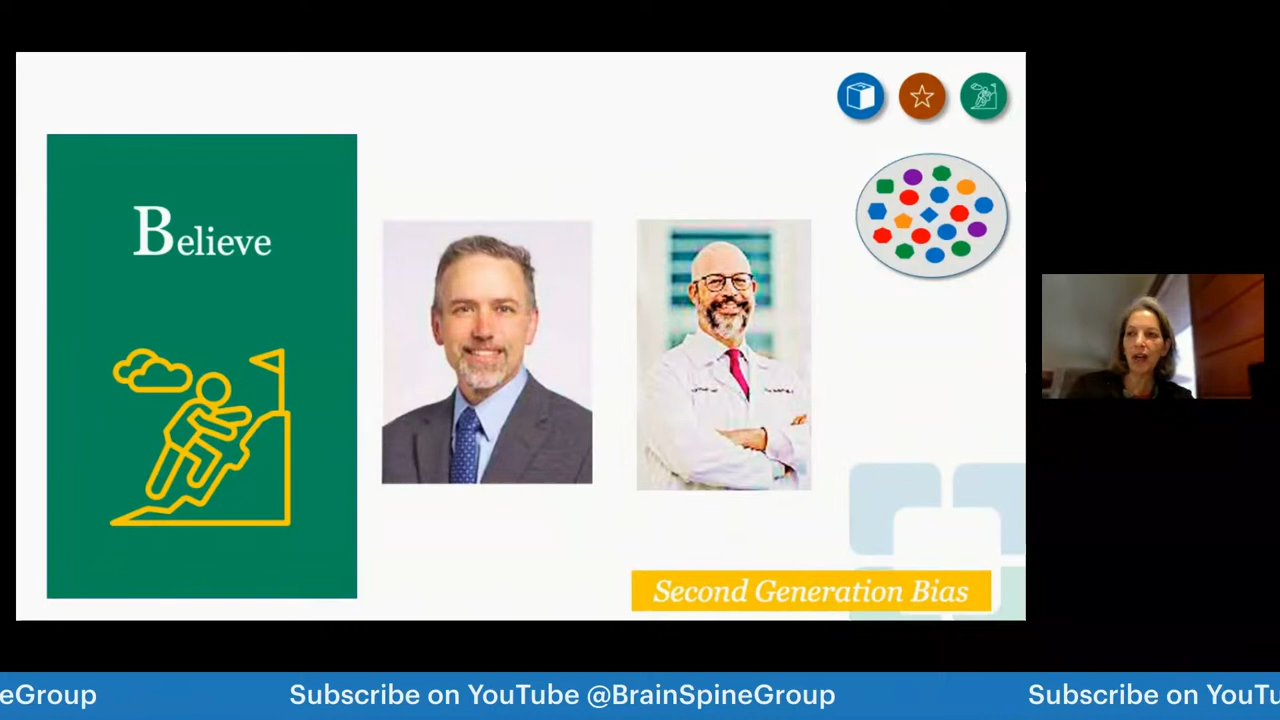 Believe
Second Generation Bias
eGroup
Subscribe on YouTube @BrainSpineGroup
Subscribe on YouTu